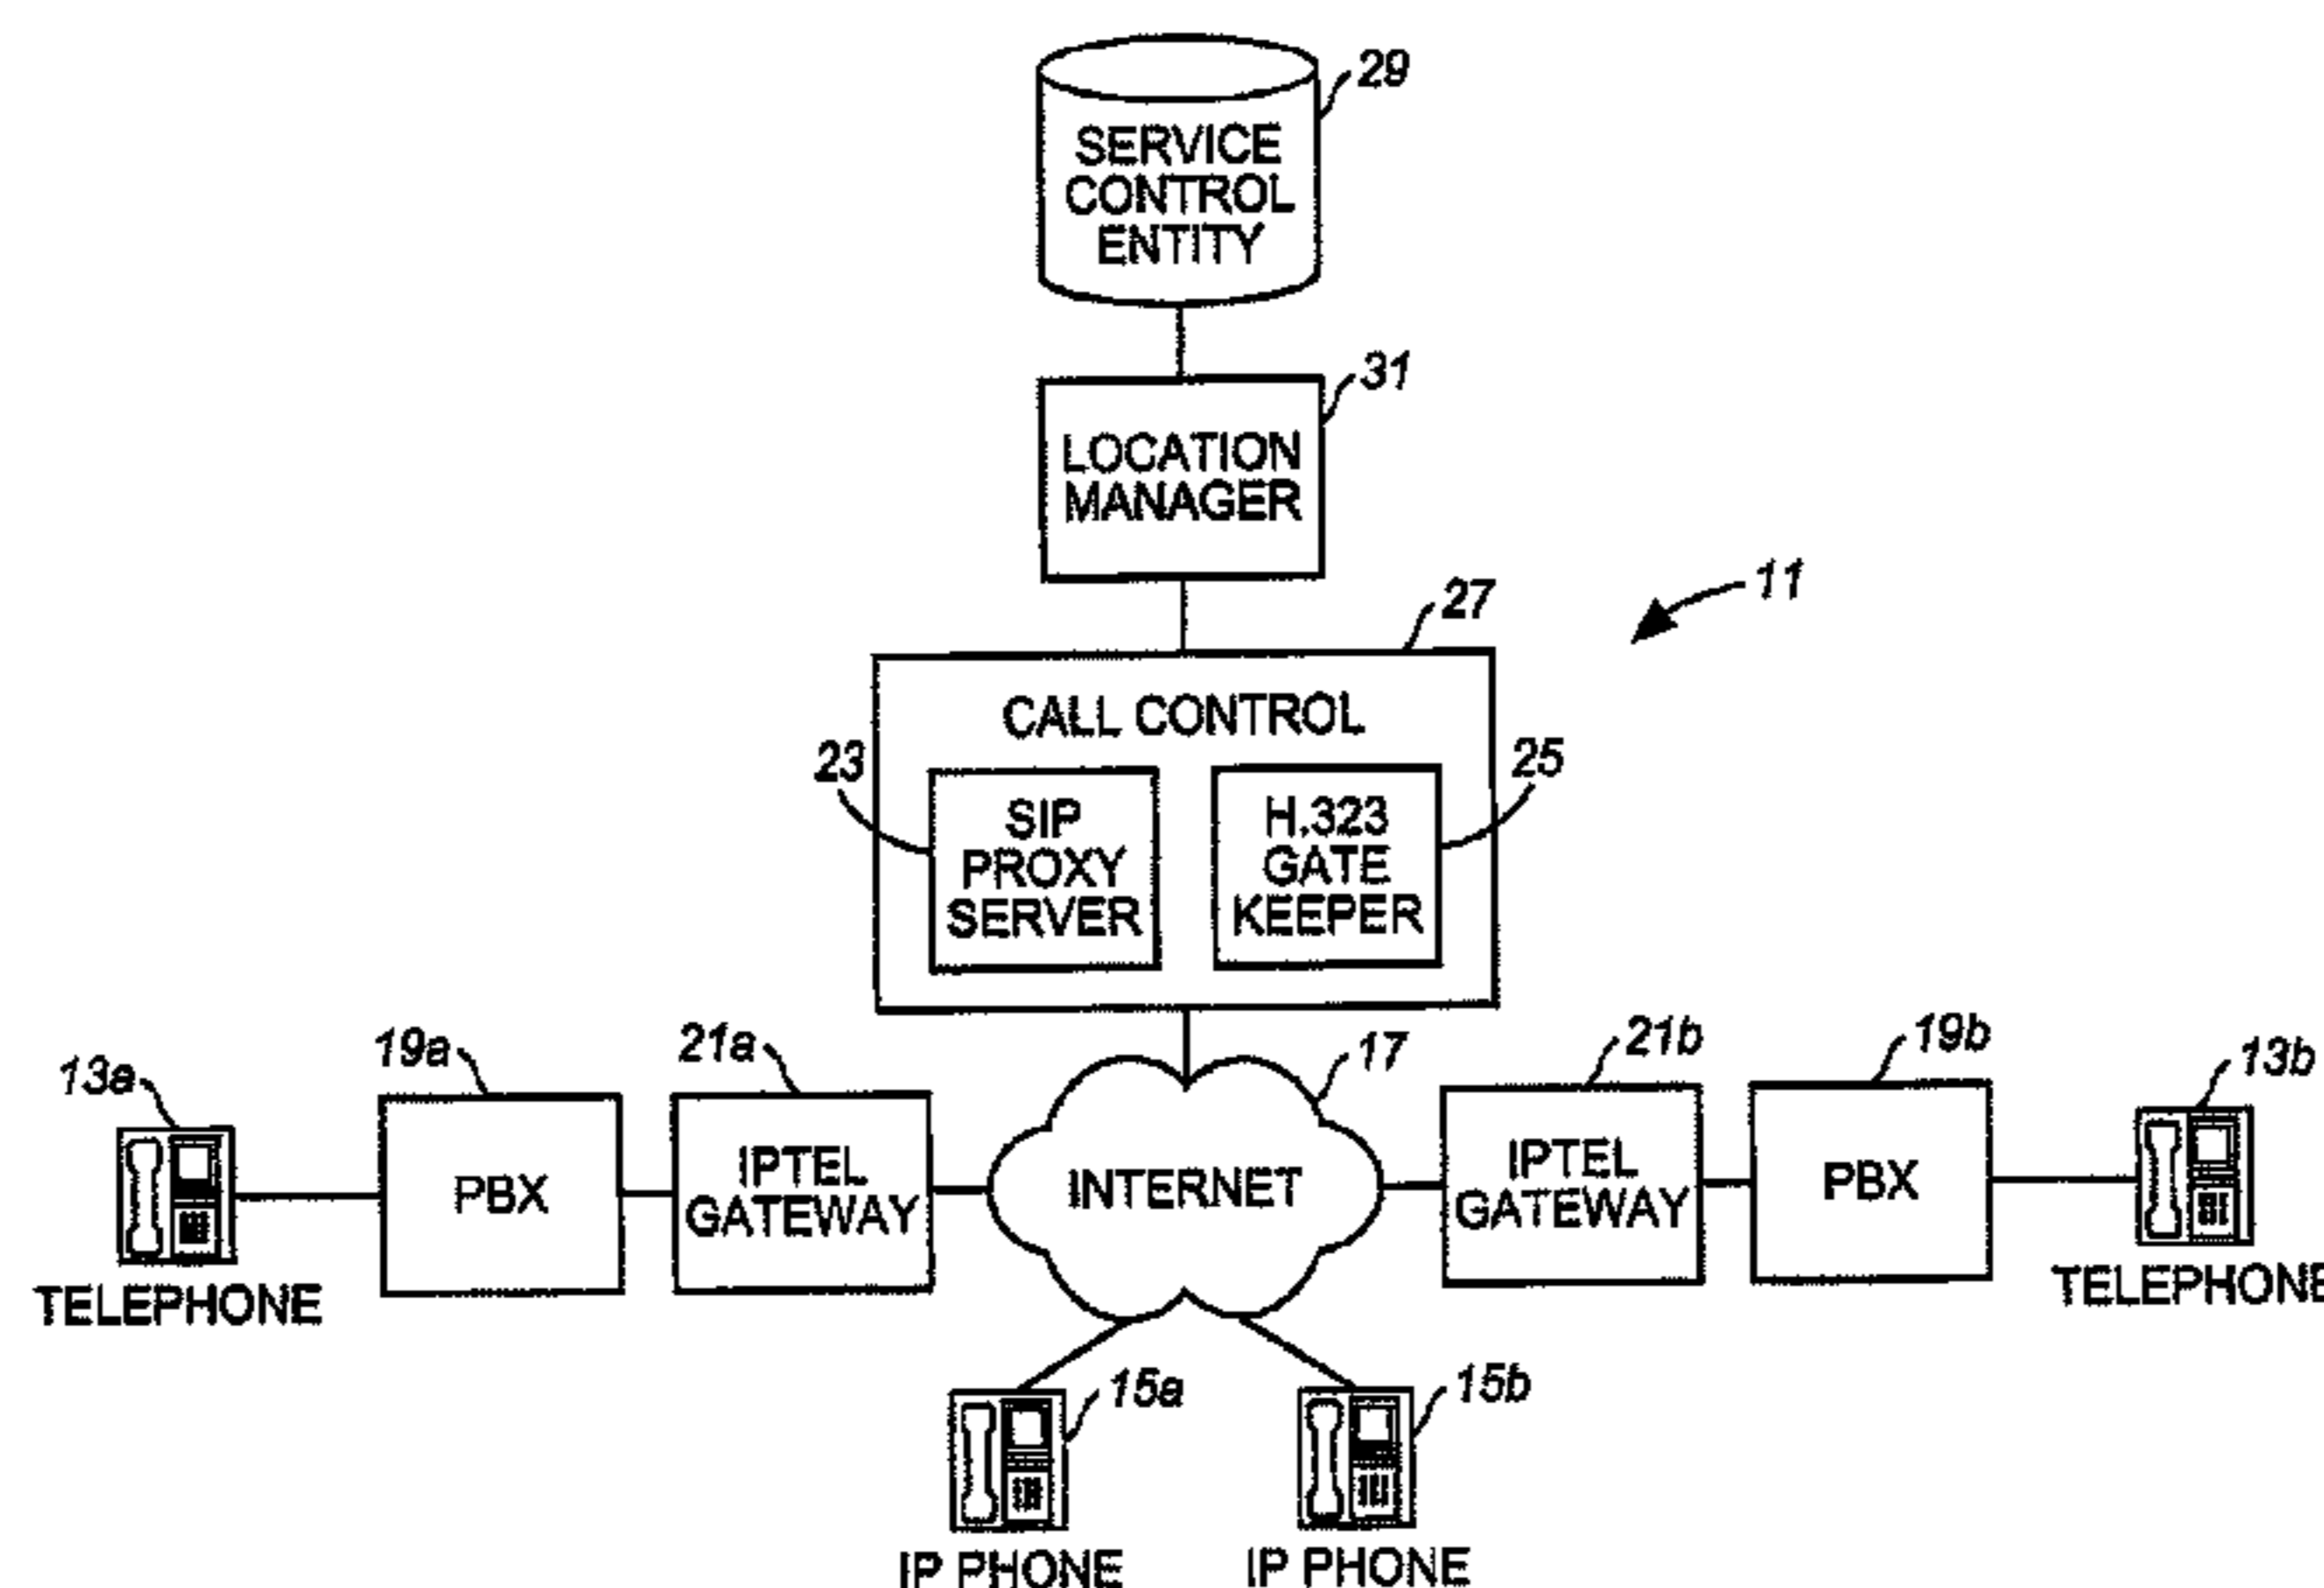 29
SERVICE
CONTROL
ENTITY
31
LOCATION
MANAGER
11
27
CALL CONTROL
23
25
SIP
PROXY
SERVER
H.323
GATE
KEEPER
13a
19a
21a
17
21b
19b
13b
PBX
IPTEL
GATEWAY
INTERNET
IPTEL
GATEWAY
PBX
TELEPHONE
TELEPHONE
15a
15b
IP PHONE
IP PHONE